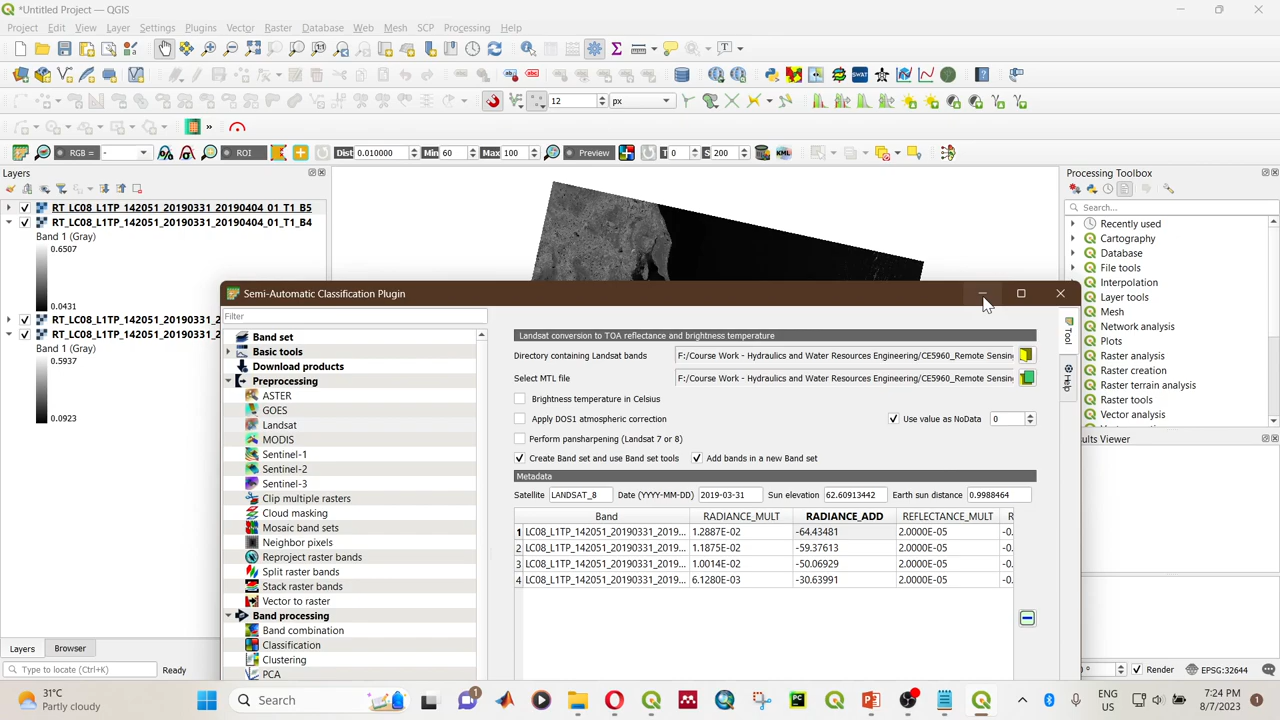 *Untitled Project — QGIS
Project Edit View Layer Settings Plugins Vector Raster Database Web Mesh SCP Processing Help
12 px
RGB = - ROI Dist 0.010000 Min 60 Max 100 Preview T 0 S 200 KML
Layers
RT_LC08_L1TP_142051_20190331_20190404_01_T1_B5
RT_LC08_L1TP_142051_20190331_20190404_01_T1_B4
Band 1 (Gray)
0.6507
0.0431
RT_LC08_L1TP_142051_20190331_2
RT_LC08_L1TP_142051_20190331_2
Band 1 (Gray)
0.5937
0.0923
Layers Browser
Type to locate (Ctrl+K) Ready
Semi-Automatic Classification Plugin
Filter
Band set
Basic tools
Download products
Preprocessing
ASTER
GOES
Landsat
MODIS
Sentinel-1
Sentinel-2
Sentinel-3
Clip multiple rasters
Cloud masking
Mosaic band sets
Neighbor pixels
Reproject raster bands
Split raster bands
Stack raster bands
Vector to raster
Band processing
Band combination
Classification
Clustering
PCA
Landsat conversion to TOA reflectance and brightness temperature
Directory containing Landsat bands F:/Course Work - Hydraulics and Water Resources Engineering/CE5960_Remote Sensing
Select MTL file F:/Course Work - Hydraulics and Water Resources Engineering/CE5960_Remote Sensing
Brightness temperature in Celsius
Apply DOS1 atmospheric correction Use value as NoData 0
Perform pansharpening (Landsat 7 or 8)
Create Band set and use Band set tools Add bands in a new Band set
Metadata
Satellite LANDSAT_8 Date (YYYY-MM-DD) 2019-03-31 Sun elevation 62.60913442 Earth sun distance 0.9988464
Band RADIANCE_MULT RADIANCE_ADD REFLECTANCE_MULT R
1 LC08_L1TP_142051_20190331_2019... 1.2887E-02 -64.43481 2.0000E-05 -0.
2 LC08_L1TP_142051_20190331_2019... 1.1875E-02 -59.37613 2.0000E-05 -0.
3 LC08_L1TP_142051_20190331_2019... 1.0014E-02 -50.06929 2.0000E-05 -0.
4 LC08_L1TP_142051_20190331_2019... 6.1280E-03 -30.63991 2.0000E-05 -0.
Tool
Help
Processing Toolbox
Search...
Recently used
Cartography
Database
File tools
Interpolation
Layer tools
Mesh
Network analysis
Plots
Raster analysis
Raster creation
Raster terrain analysis
Raster tools
Vector analysis
ults Viewer
Render EPSG:32644
31°C
Partly cloudy
Search
ENG
US
7:24 PM
8/7/2023